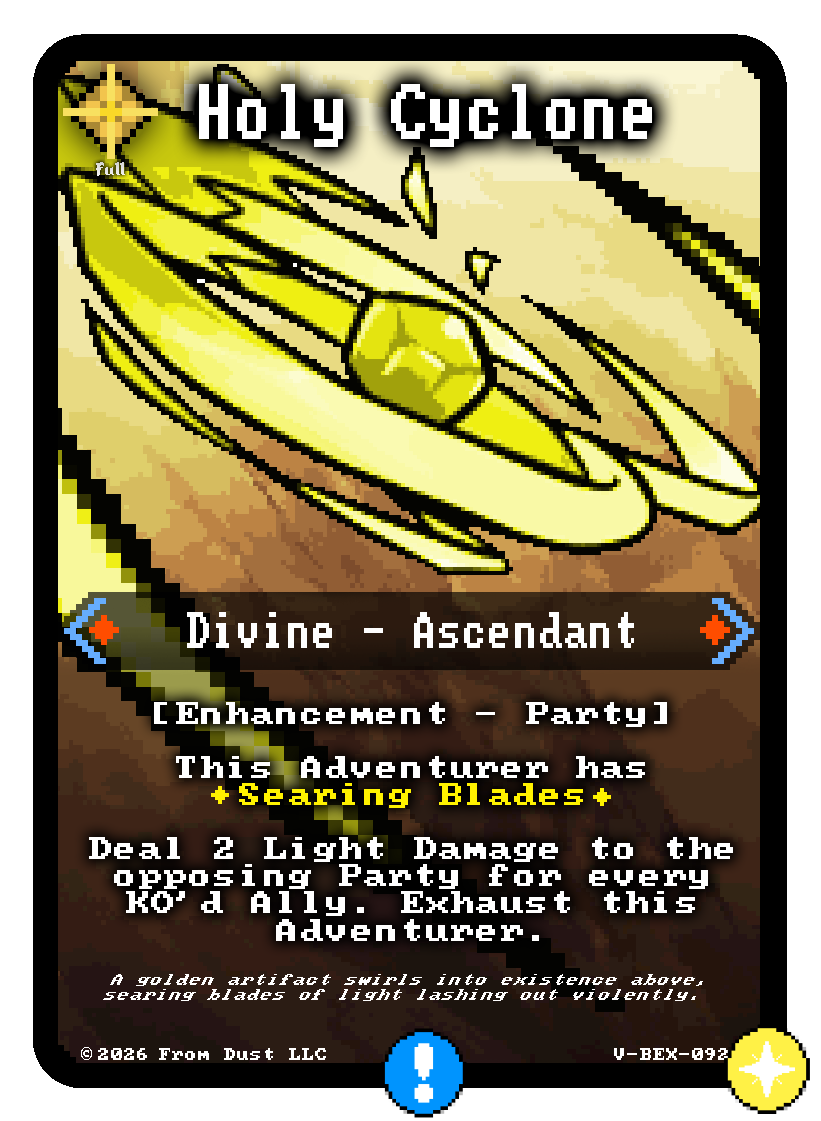 Holy Cyclone
Full
Divine - Ascendant
[Enhancement - Party]
This Adventurer has
✦Searing Blades✦
Deal 2 Light Damage to the
opposing Party for every
KO'd Ally. Exhaust this
Adventurer.
A golden artifact swirls into existence above,
searing blades of light lashing out violently.
©2026 From Dust LLC
V-BEX-092
!